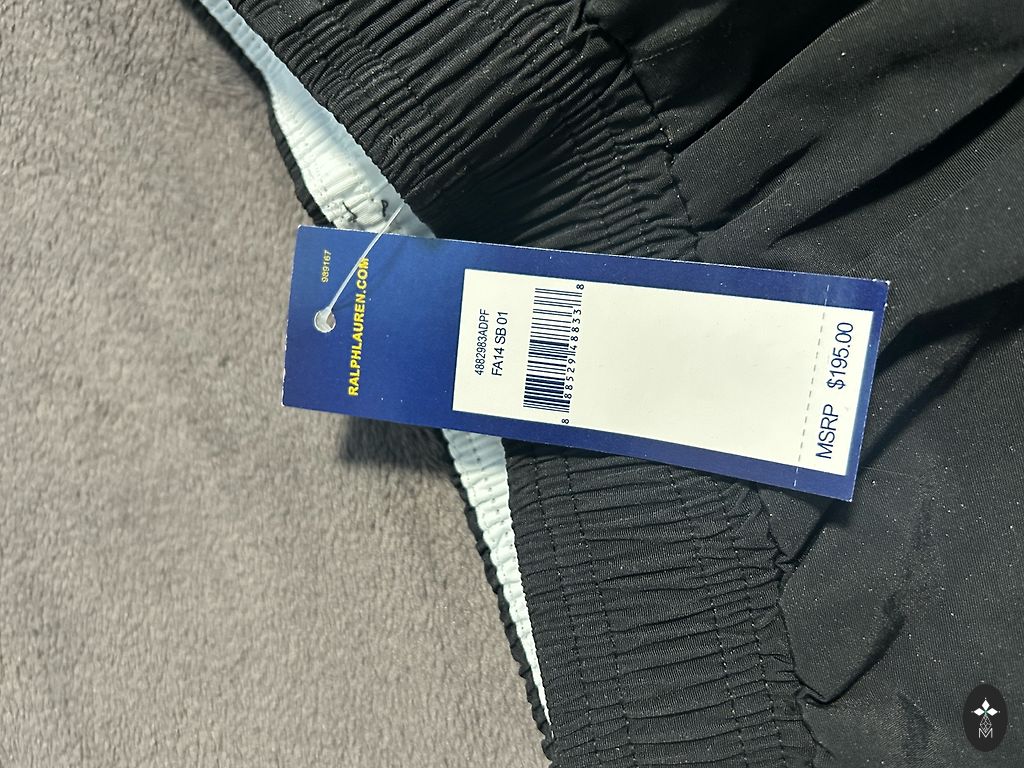 989167
RALPHLAUREN.COM
4882983ADPF
FA14 SB 01
8 88529 48833 8
MSRP $195.00
M